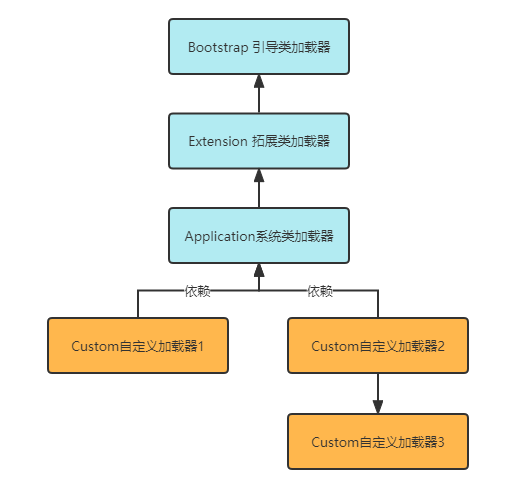 Bootstrap 引导类加载器
Extension 拓展类加载器
Application系统类加载器
依赖
依赖
Custom自定义加载器1
Custom自定义加载器2
Custom自定义加载器3